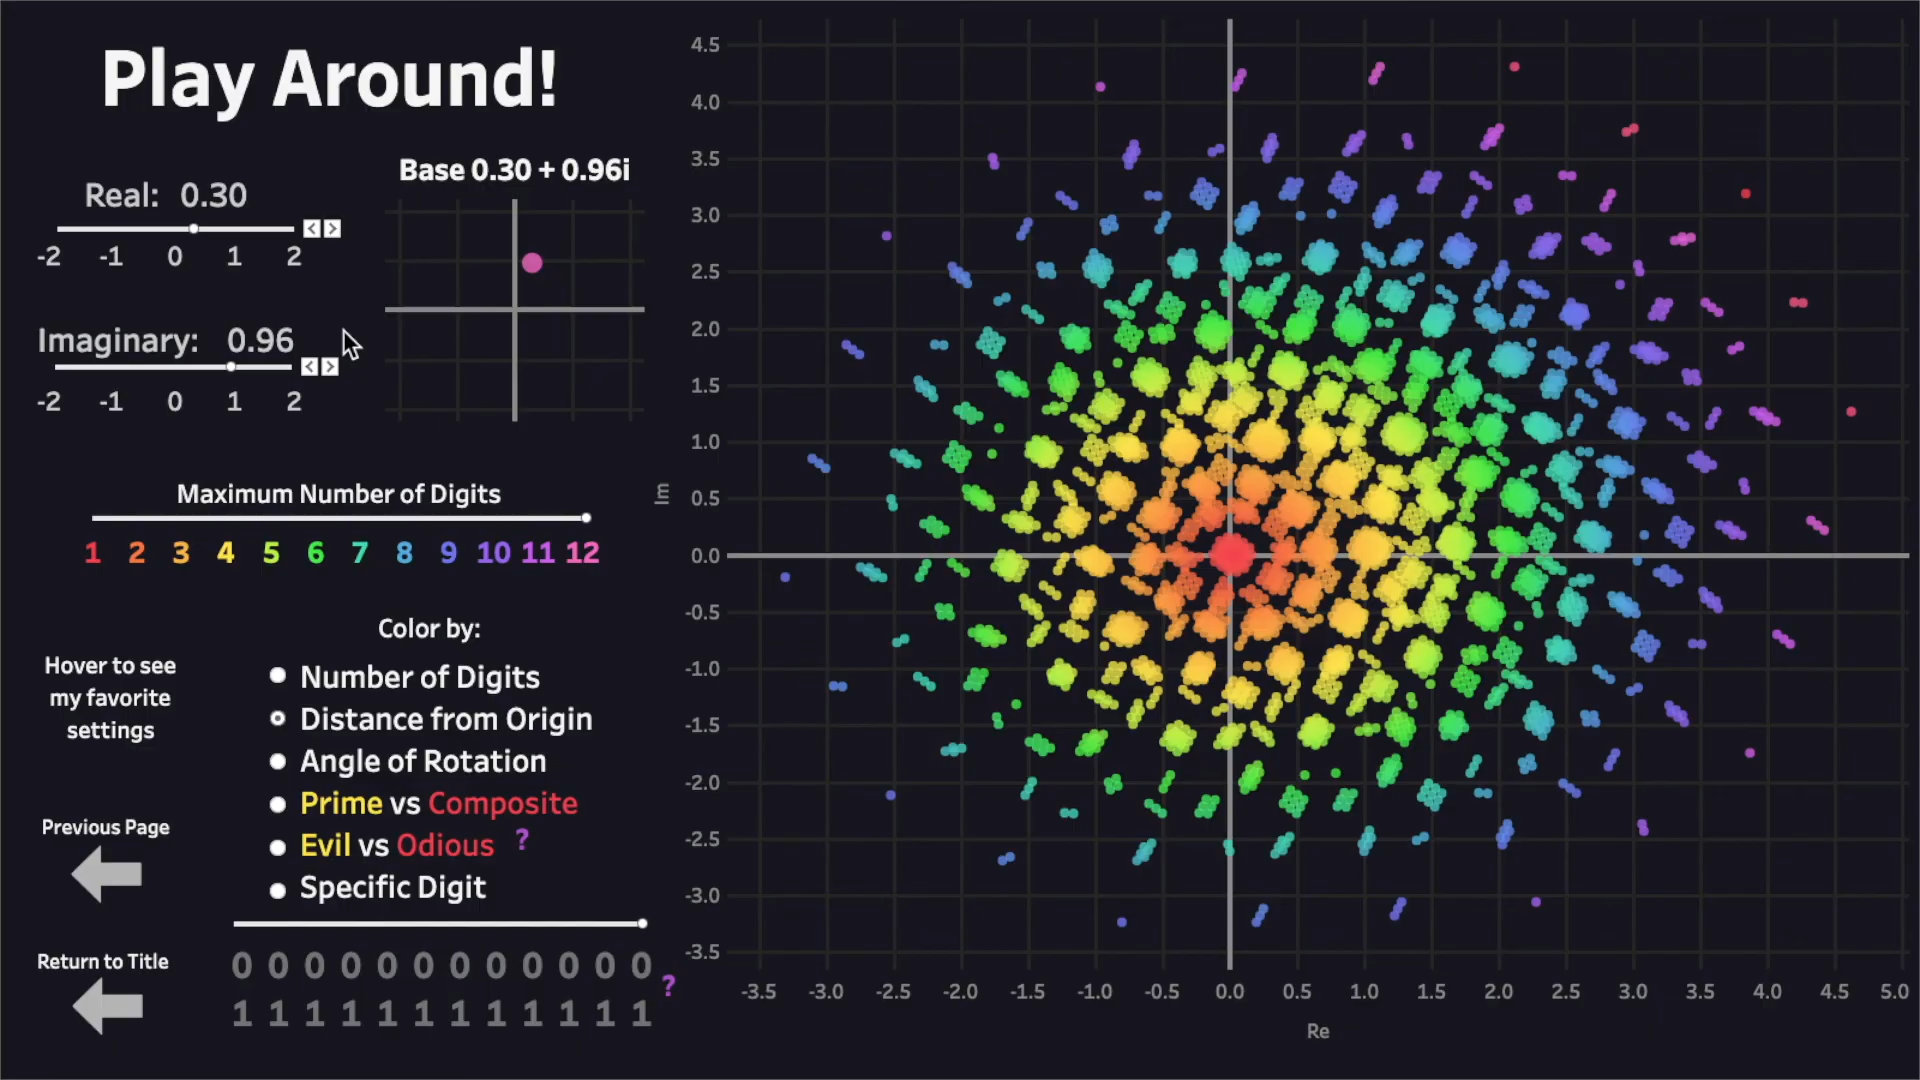 Play Around!
Base 0.30 + 0.96i
Real: 0.30
< >
-2 -1 0 1 2
Imaginary: 0.96
< >
-2 -1 0 1 2
Maximum Number of Digits
1 2 3 4 5 6 7 8 9 10 11 12
Color by:
Number of Digits
Distance from Origin
Angle of Rotation
Prime vs Composite
Evil vs Odious ?
Specific Digit
0 0 0 0 0 0 0 0 0 0 0 0
1 1 1 1 1 1 1 1 1 1 1 1
?
Hover to see
my favorite
settings
Previous Page
Return to Title
Im
4.5
4.0
3.5
3.0
2.5
2.0
1.5
1.0
0.5
0.0
-0.5
-1.0
-1.5
-2.0
-2.5
-3.0
-3.5
-3.5 -3.0 -2.5 -2.0 -1.5 -1.0 -0.5 0.0 0.5 1.0 1.5 2.0 2.5 3.0 3.5 4.0 4.5 5.0
Re